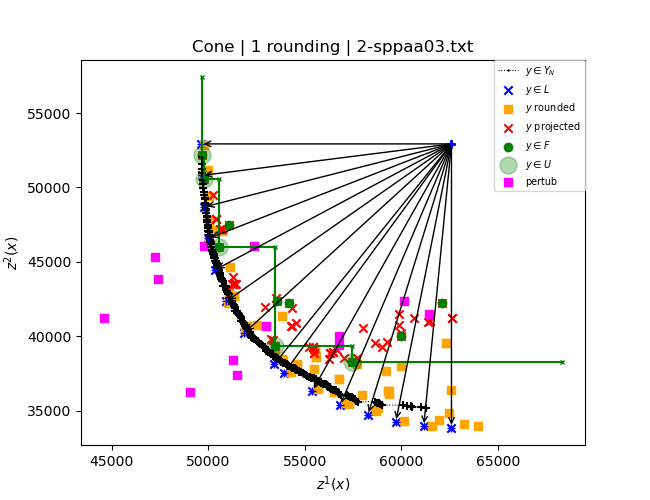 Cone | 1 rounding | 2-sppaa03.txt
y ∈ Y_N
y ∈ L
y rounded
y projected
y ∈ F
y ∈ U
pertub
55000
50000
45000
40000
35000
z²(x)
45000 50000 55000 60000 65000
z¹(x)